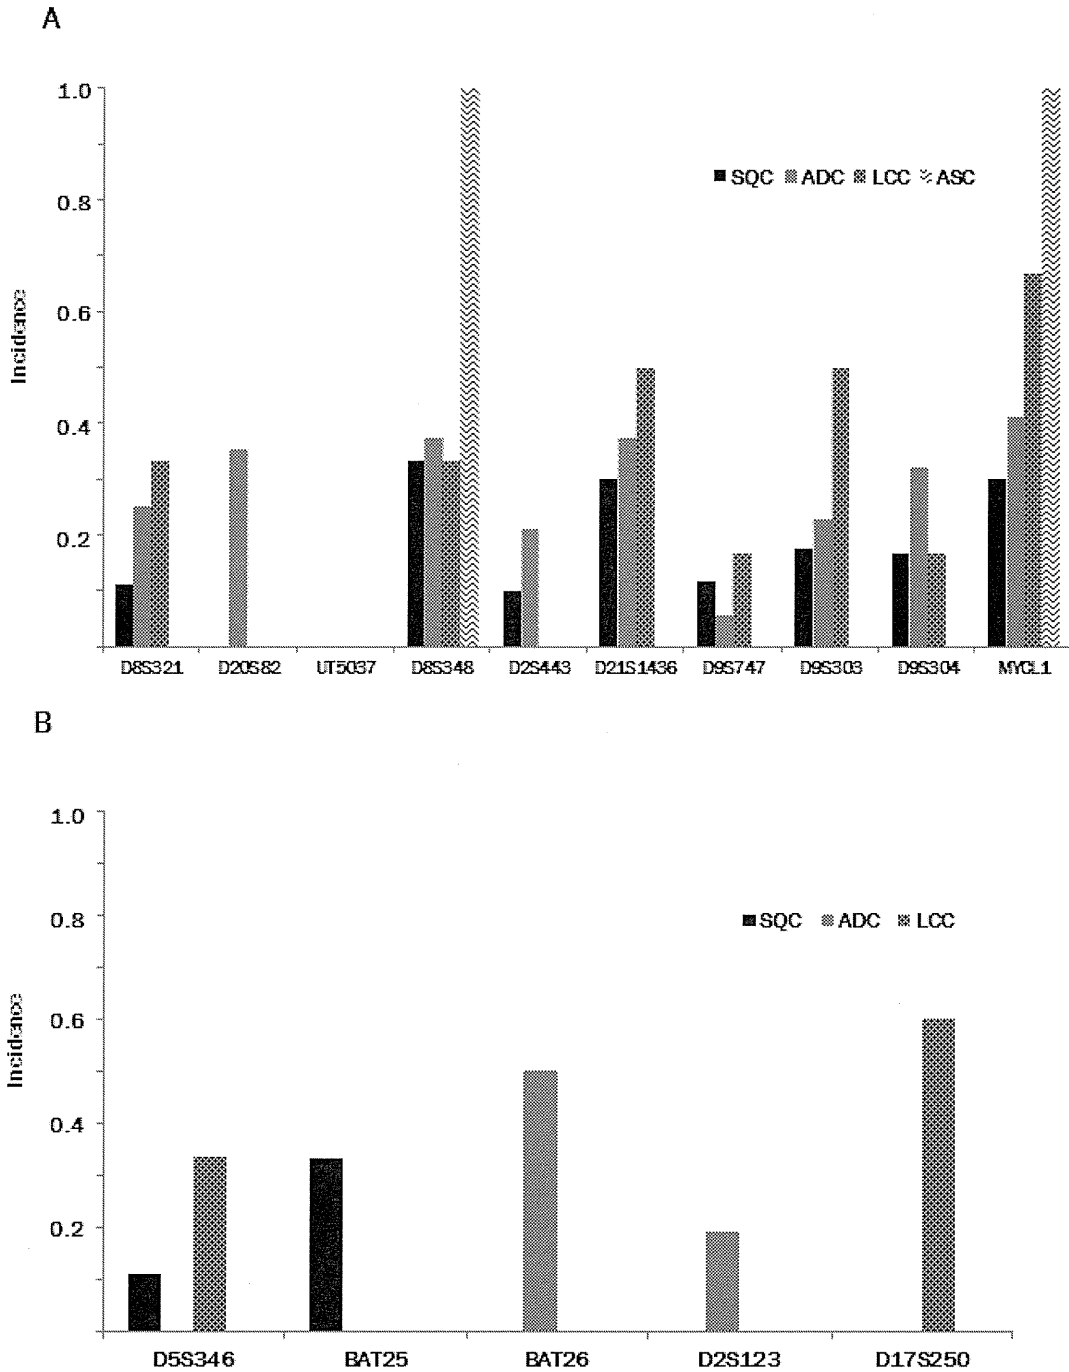 A
1.0
SQC ADC LCC ASC
0.8
0.6
Incidence
0.4
0.2
D8S321 D20S82 UT5037 D8S348 D2S443 D21S1436 D9S747 D9S303 D9S304 MYCL1
B
1.0
0.8
SQC ADC LCC
0.6
Incidence
0.4
0.2
D5S346 BAT25 BAT26 D2S123 D17S250